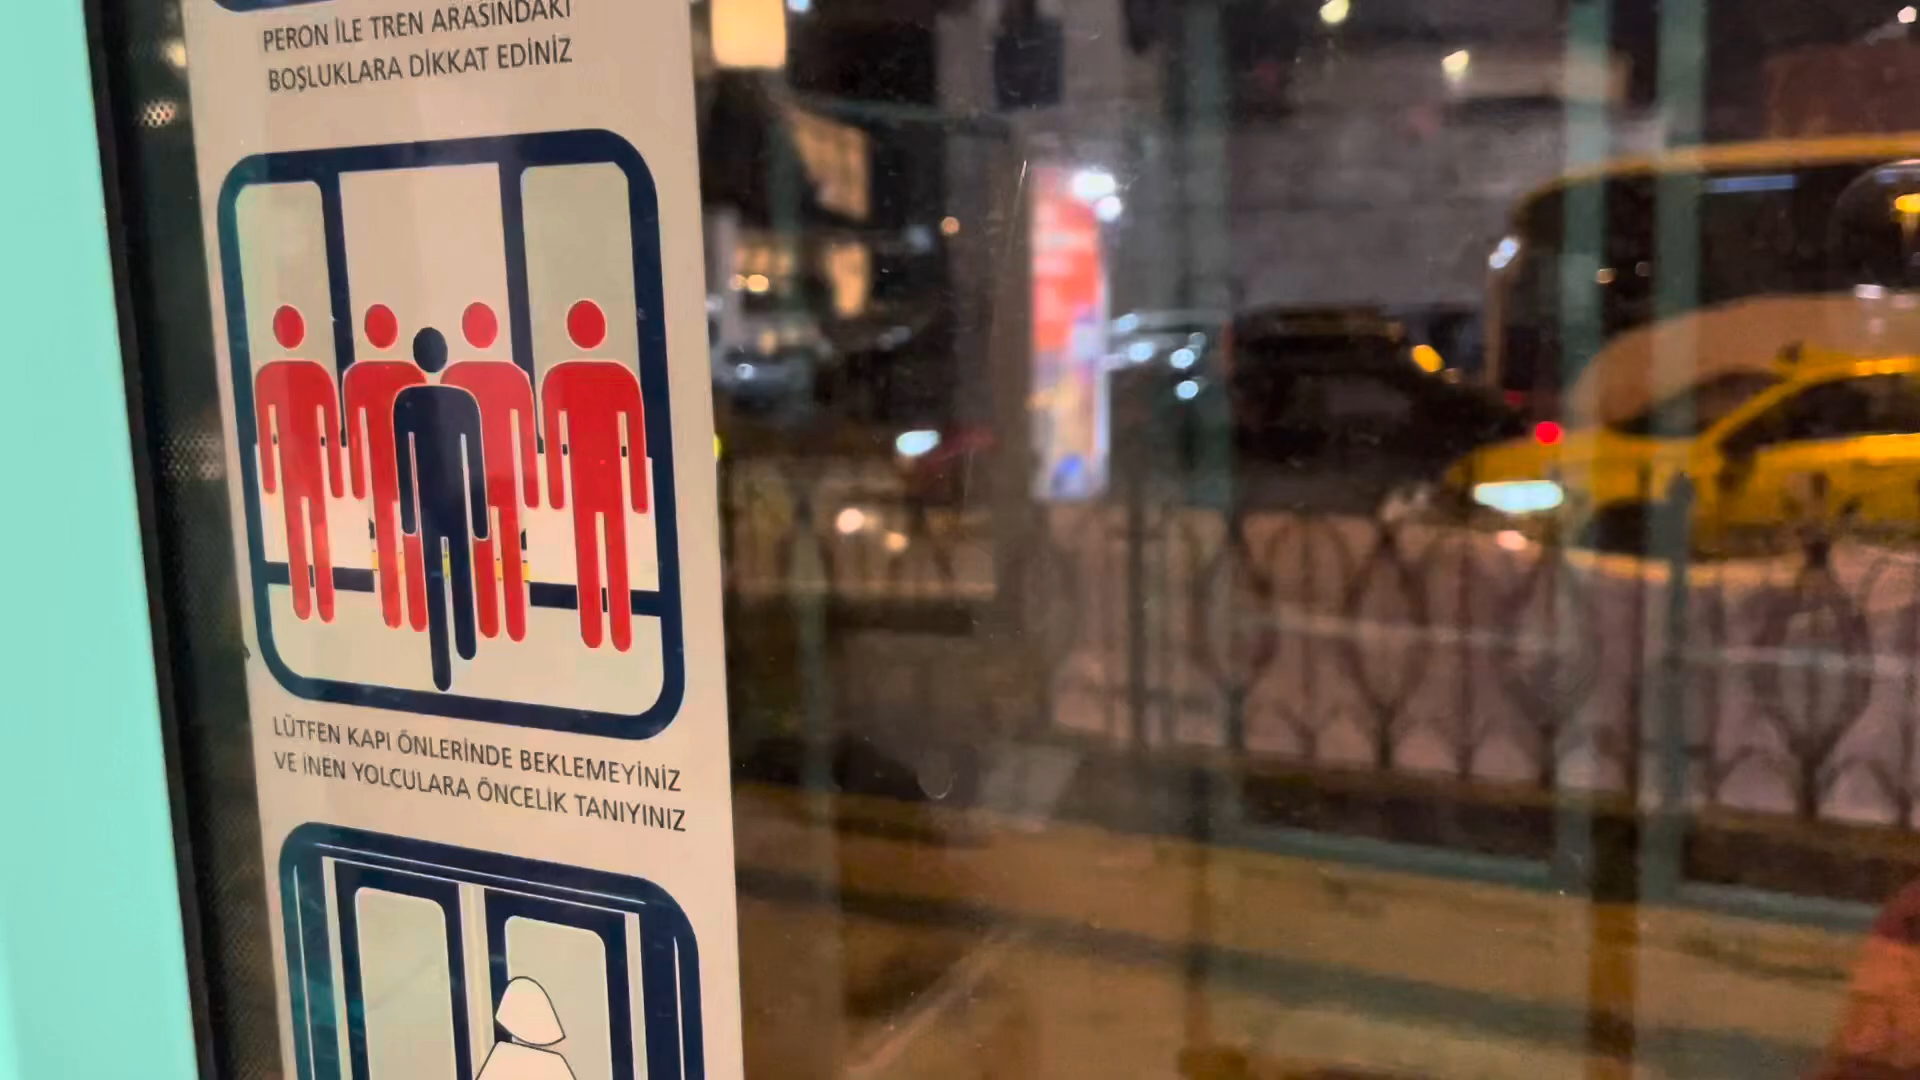 PERON İLE TREN ARASINDAKİ
BOŞLUKLARA DİKKAT EDİNİZ
LÜTFEN KAPI ÖNLERİNDE BEKLEMEYİNİZ
VE İNEN YOLCULARA ÖNCELİK TANIYINIZ